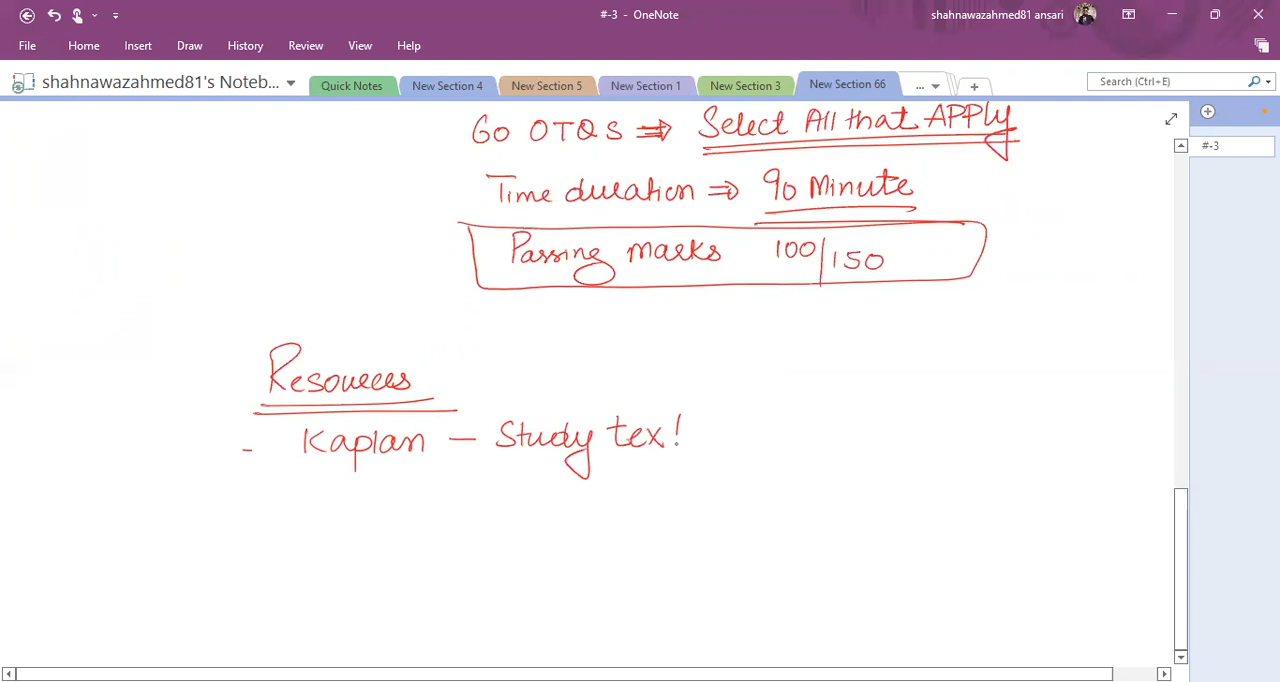 #-3 - OneNote
shahnawazahmed81 ansari
File Home Insert Draw History Review View Help
shahnawazahmed81's Noteb... Quick Notes New Section 4 New Section 5 New Section 1 New Section 3 New Section 66 ... Search (Ctrl+E)
#-3
60 OTQS ⇒ Select All that APPly
Time duration ⇒ 90 Minute
Passing marks 100/150
Resources
- Kaplan - Study tex!